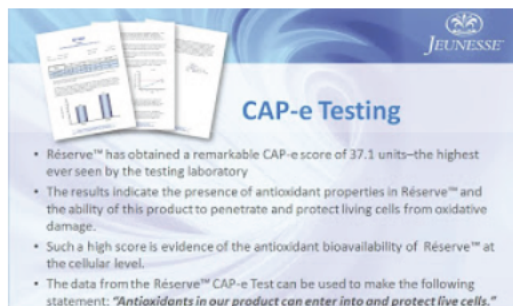 JEUNESSE
CAP-e Testing
• Réserve™ has obtained a remarkable CAP-e score of 37.1 units–the highest
ever seen by the testing laboratory
• The results indicate the presence of antioxidant properties in Réserve™ and
the ability of this product to penetrate and protect living cells from oxidative
damage.
• Such a high score is evidence of the antioxidant bioavailability of Réserve™ at
the cellular level.
• The data from the Réserve™ CAP-e Test can be used to make the following
statement: "Antioxidants in our product can enter into and protect live cells."